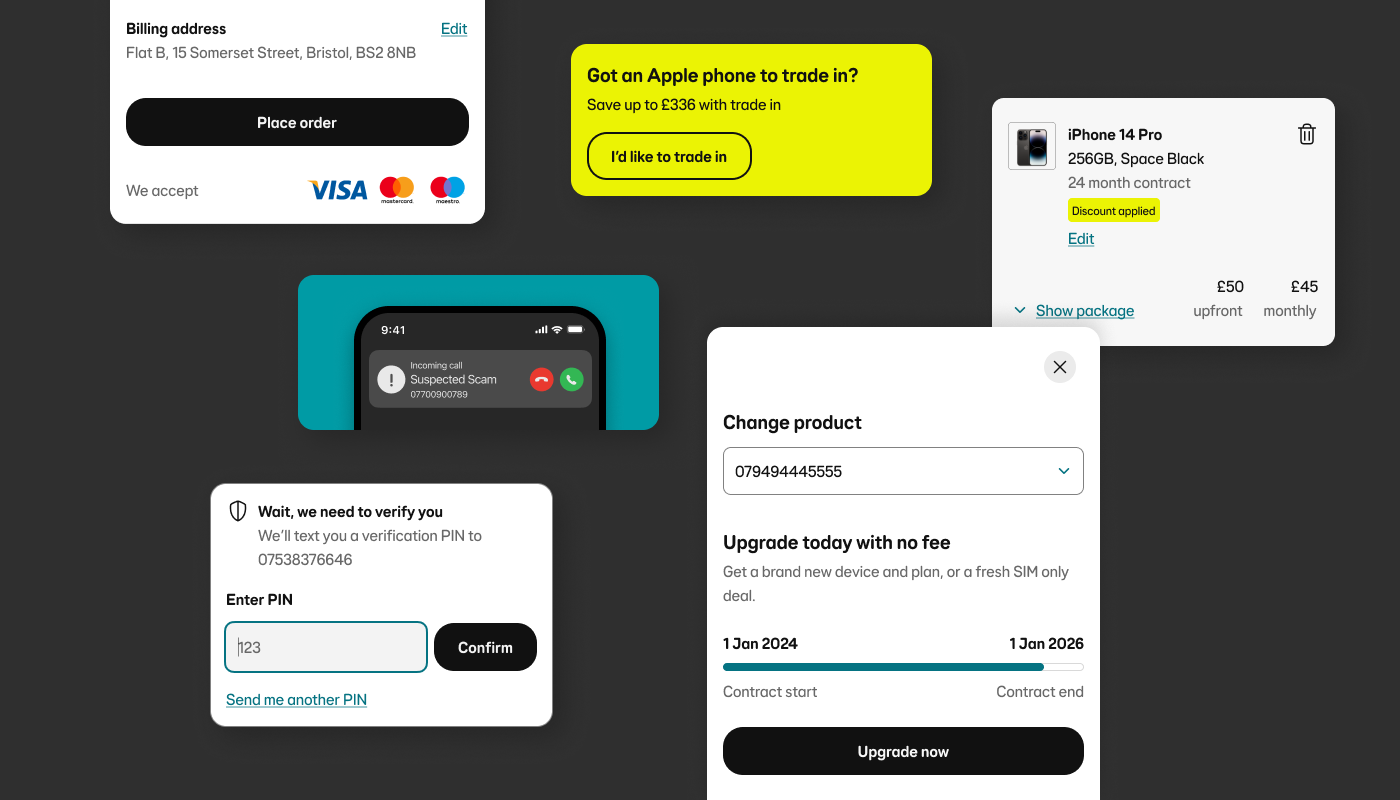 Billing address
Edit
Flat B, 15 Somerset Street, Bristol, BS2 8NB
Place order
We accept
VISA
mastercard.
maestro.
Got an Apple phone to trade in?
Save up to £336 with trade in
I'd like to trade in
iPhone 14 Pro
256GB, Space Black
24 month contract
Discount applied
Edit
£50 £45
Show package
upfront monthly
9:41
Incoming call
Suspected Scam
07700900789
Wait, we need to verify you
We'll text you a verification PIN to
07538376646
Enter PIN
123
Confirm
Send me another PIN
Change product
079494445555
Upgrade today with no fee
Get a brand new device and plan, or a fresh SIM only
deal.
1 Jan 2024 1 Jan 2026
Contract start Contract end
Upgrade now